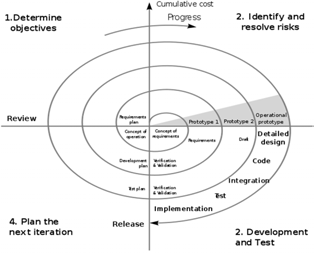 Cumulative cost
Progress
1.Determine
objectives
2. Identify and
resolve risks
Review
Requirements
plan
Concept of
operation
Concept of
requirements
Prototype 1
Prototype 2
Operational
prototype
Requirements
Draft
Detailed
design
Development
plan
Verification
& Validation
Code
Test plan
Verification
& Validation
Integration
Test
Implementation
Release
4. Plan the
next iteration
2. Development
and Test